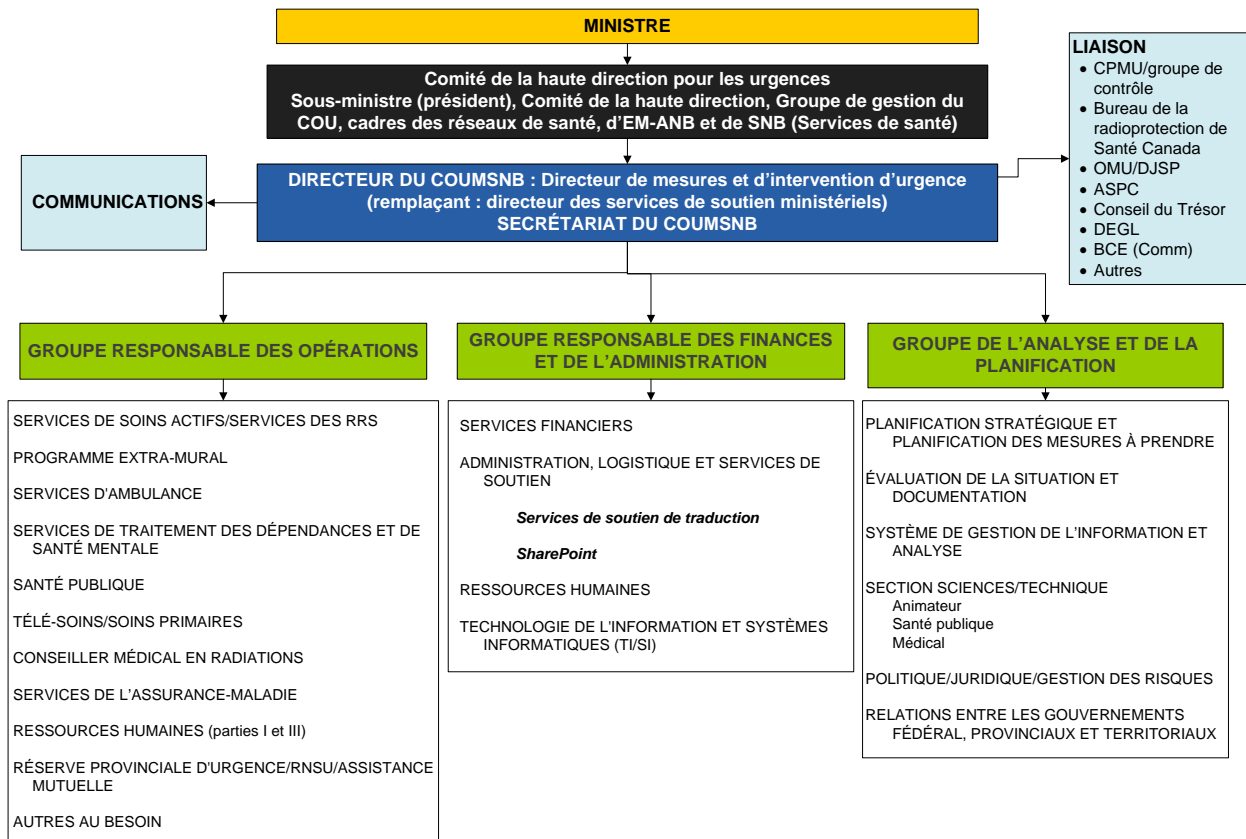 MINISTRE
Comité de la haute direction pour les urgences
Sous-ministre (président), Comité de la haute direction, Groupe de gestion du
COU, cadres des réseaux de santé, d’EM-ANB et de SNB (Services de santé)
LIAISON
• CPMU/groupe de
contrôle
• Bureau de la
radioprotection de
Santé Canada
• OMU/DJSP
• ASPC
• Conseil du Trésor
• DEGL
• BCE (Comm)
• Autres
COMMUNICATIONS
DIRECTEUR DU COUMSNB : Directeur de mesures et d’intervention d’urgence
(remplaçant : directeur des services de soutien ministériels)
SECRÉTARIAT DU COUMSNB
GROUPE RESPONSABLE DES OPÉRATIONS
SERVICES DE SOINS ACTIFS/SERVICES DES RRS
PROGRAMME EXTRA-MURAL
SERVICES D'AMBULANCE
SERVICES DE TRAITEMENT DES DÉPENDANCES ET DE
SANTÉ MENTALE
SANTÉ PUBLIQUE
TÉLÉ-SOINS/SOINS PRIMAIRES
CONSEILLER MÉDICAL EN RADIATIONS
SERVICES DE L’ASSURANCE-MALADIE
RESSOURCES HUMAINES (parties I et III)
RÉSERVE PROVINCIALE D'URGENCE/RNSU/ASSISTANCE
MUTUELLE
AUTRES AU BESOIN
GROUPE RESPONSABLE DES FINANCES
ET DE L’ADMINISTRATION
SERVICES FINANCIERS
ADMINISTRATION, LOGISTIQUE ET SERVICES DE
SOUTIEN
Services de soutien de traduction
SharePoint
RESSOURCES HUMAINES
TECHNOLOGIE DE L'INFORMATION ET SYSTÈMES
INFORMATIQUES (TI/SI)
GROUPE DE L’ANALYSE ET DE LA
PLANIFICATION
PLANIFICATION STRATÉGIQUE ET
PLANIFICATION DES MESURES À PRENDRE
ÉVALUATION DE LA SITUATION ET
DOCUMENTATION
SYSTÈME DE GESTION DE L’INFORMATION ET
ANALYSE
SECTION SCIENCES/TECHNIQUE
Animateur
Santé publique
Médical
POLITIQUE/JURIDIQUE/GESTION DES RISQUES
RELATIONS ENTRE LES GOUVERNEMENTS
FÉDÉRAL, PROVINCIAUX ET TERRITORIAUX